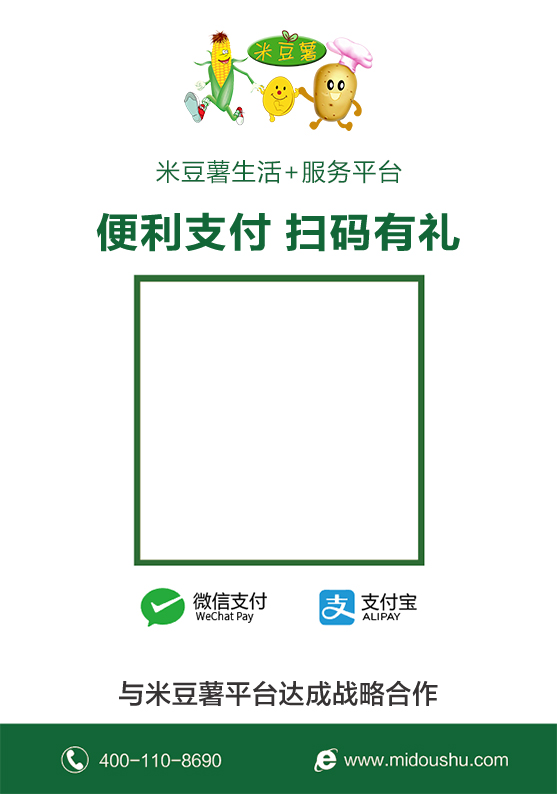 米豆薯
米豆薯生活+服务平台
便利支付 扫码有礼
微信支付
WeChat Pay
支
支付宝
ALIPAY
与米豆薯平台达成战略合作
400-110-8690
www.midoushu.com